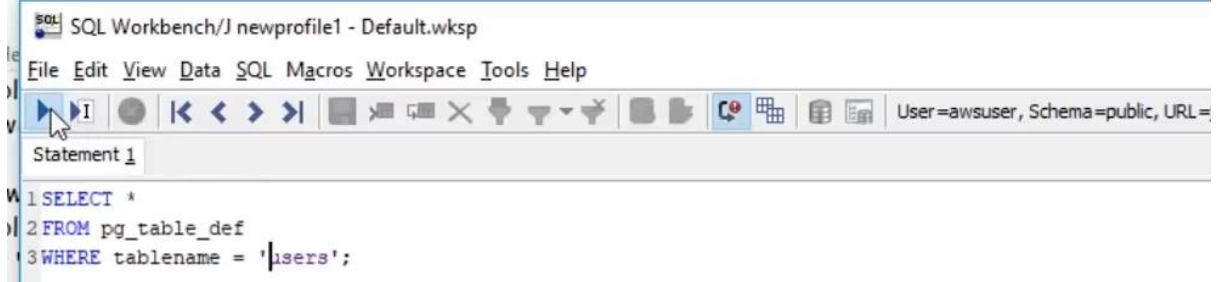 SQL Workbench/J newprofile1 - Default.wksp
File Edit View Data SQL Macros Workspace Tools Help
User=awsuser, Schema=public, URL=
Statement 1
1 SELECT *
2 FROM pg_table_def
3 WHERE tablename = 'users';